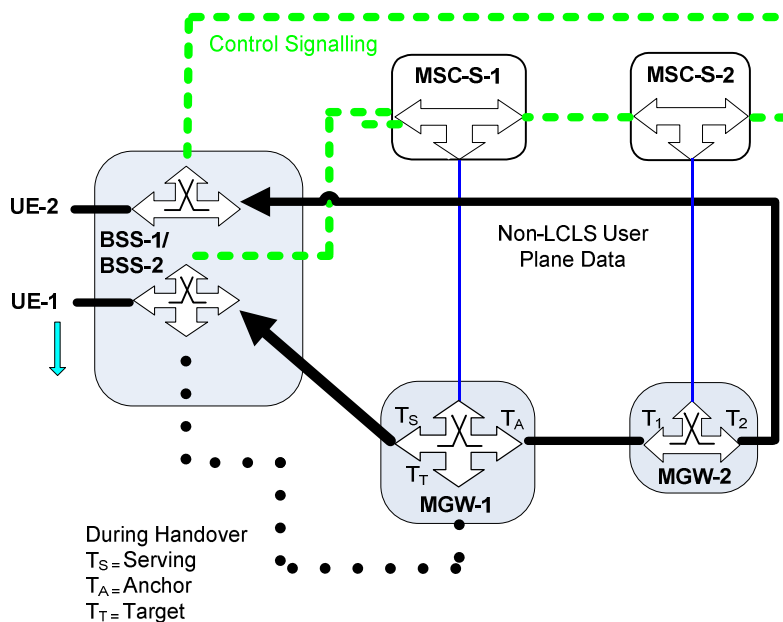 Control Signalling
MSC-S-1
MSC-S-2
UE-2
BSS-1/
BSS-2
Non-LCLS User
Plane Data
UE-1
TS
TA
T1
T2
TT
MGW-1
MGW-2
During Handover
TS=Serving
TA=Anchor
TT=Target